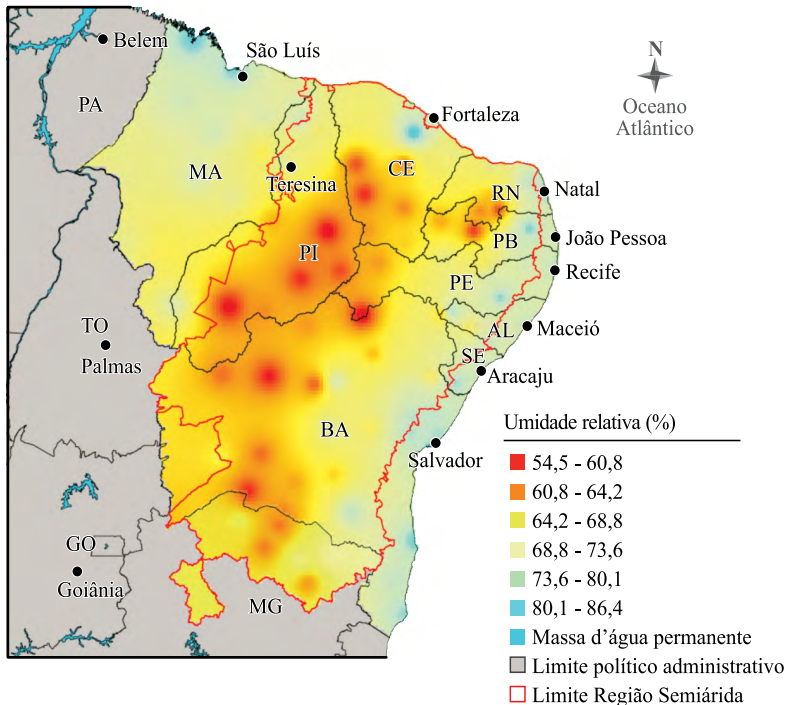 Belem
São Luís
N
Oceano
Atlântico
PA
Fortaleza
MA
Teresina
CE
RN
Natal
PI
PB
João Pessoa
PE
Recife
TO
Palmas
AL
Maceió
SE
Aracaju
BA
Salvador
GO
Goiânia
MG
Umidade relativa (%)
54,5 - 60,8
60,8 - 64,2
64,2 - 68,8
68,8 - 73,6
73,6 - 80,1
80,1 - 86,4
Massa d’água permanente
Limite político administrativo
Limite Região Semiárida